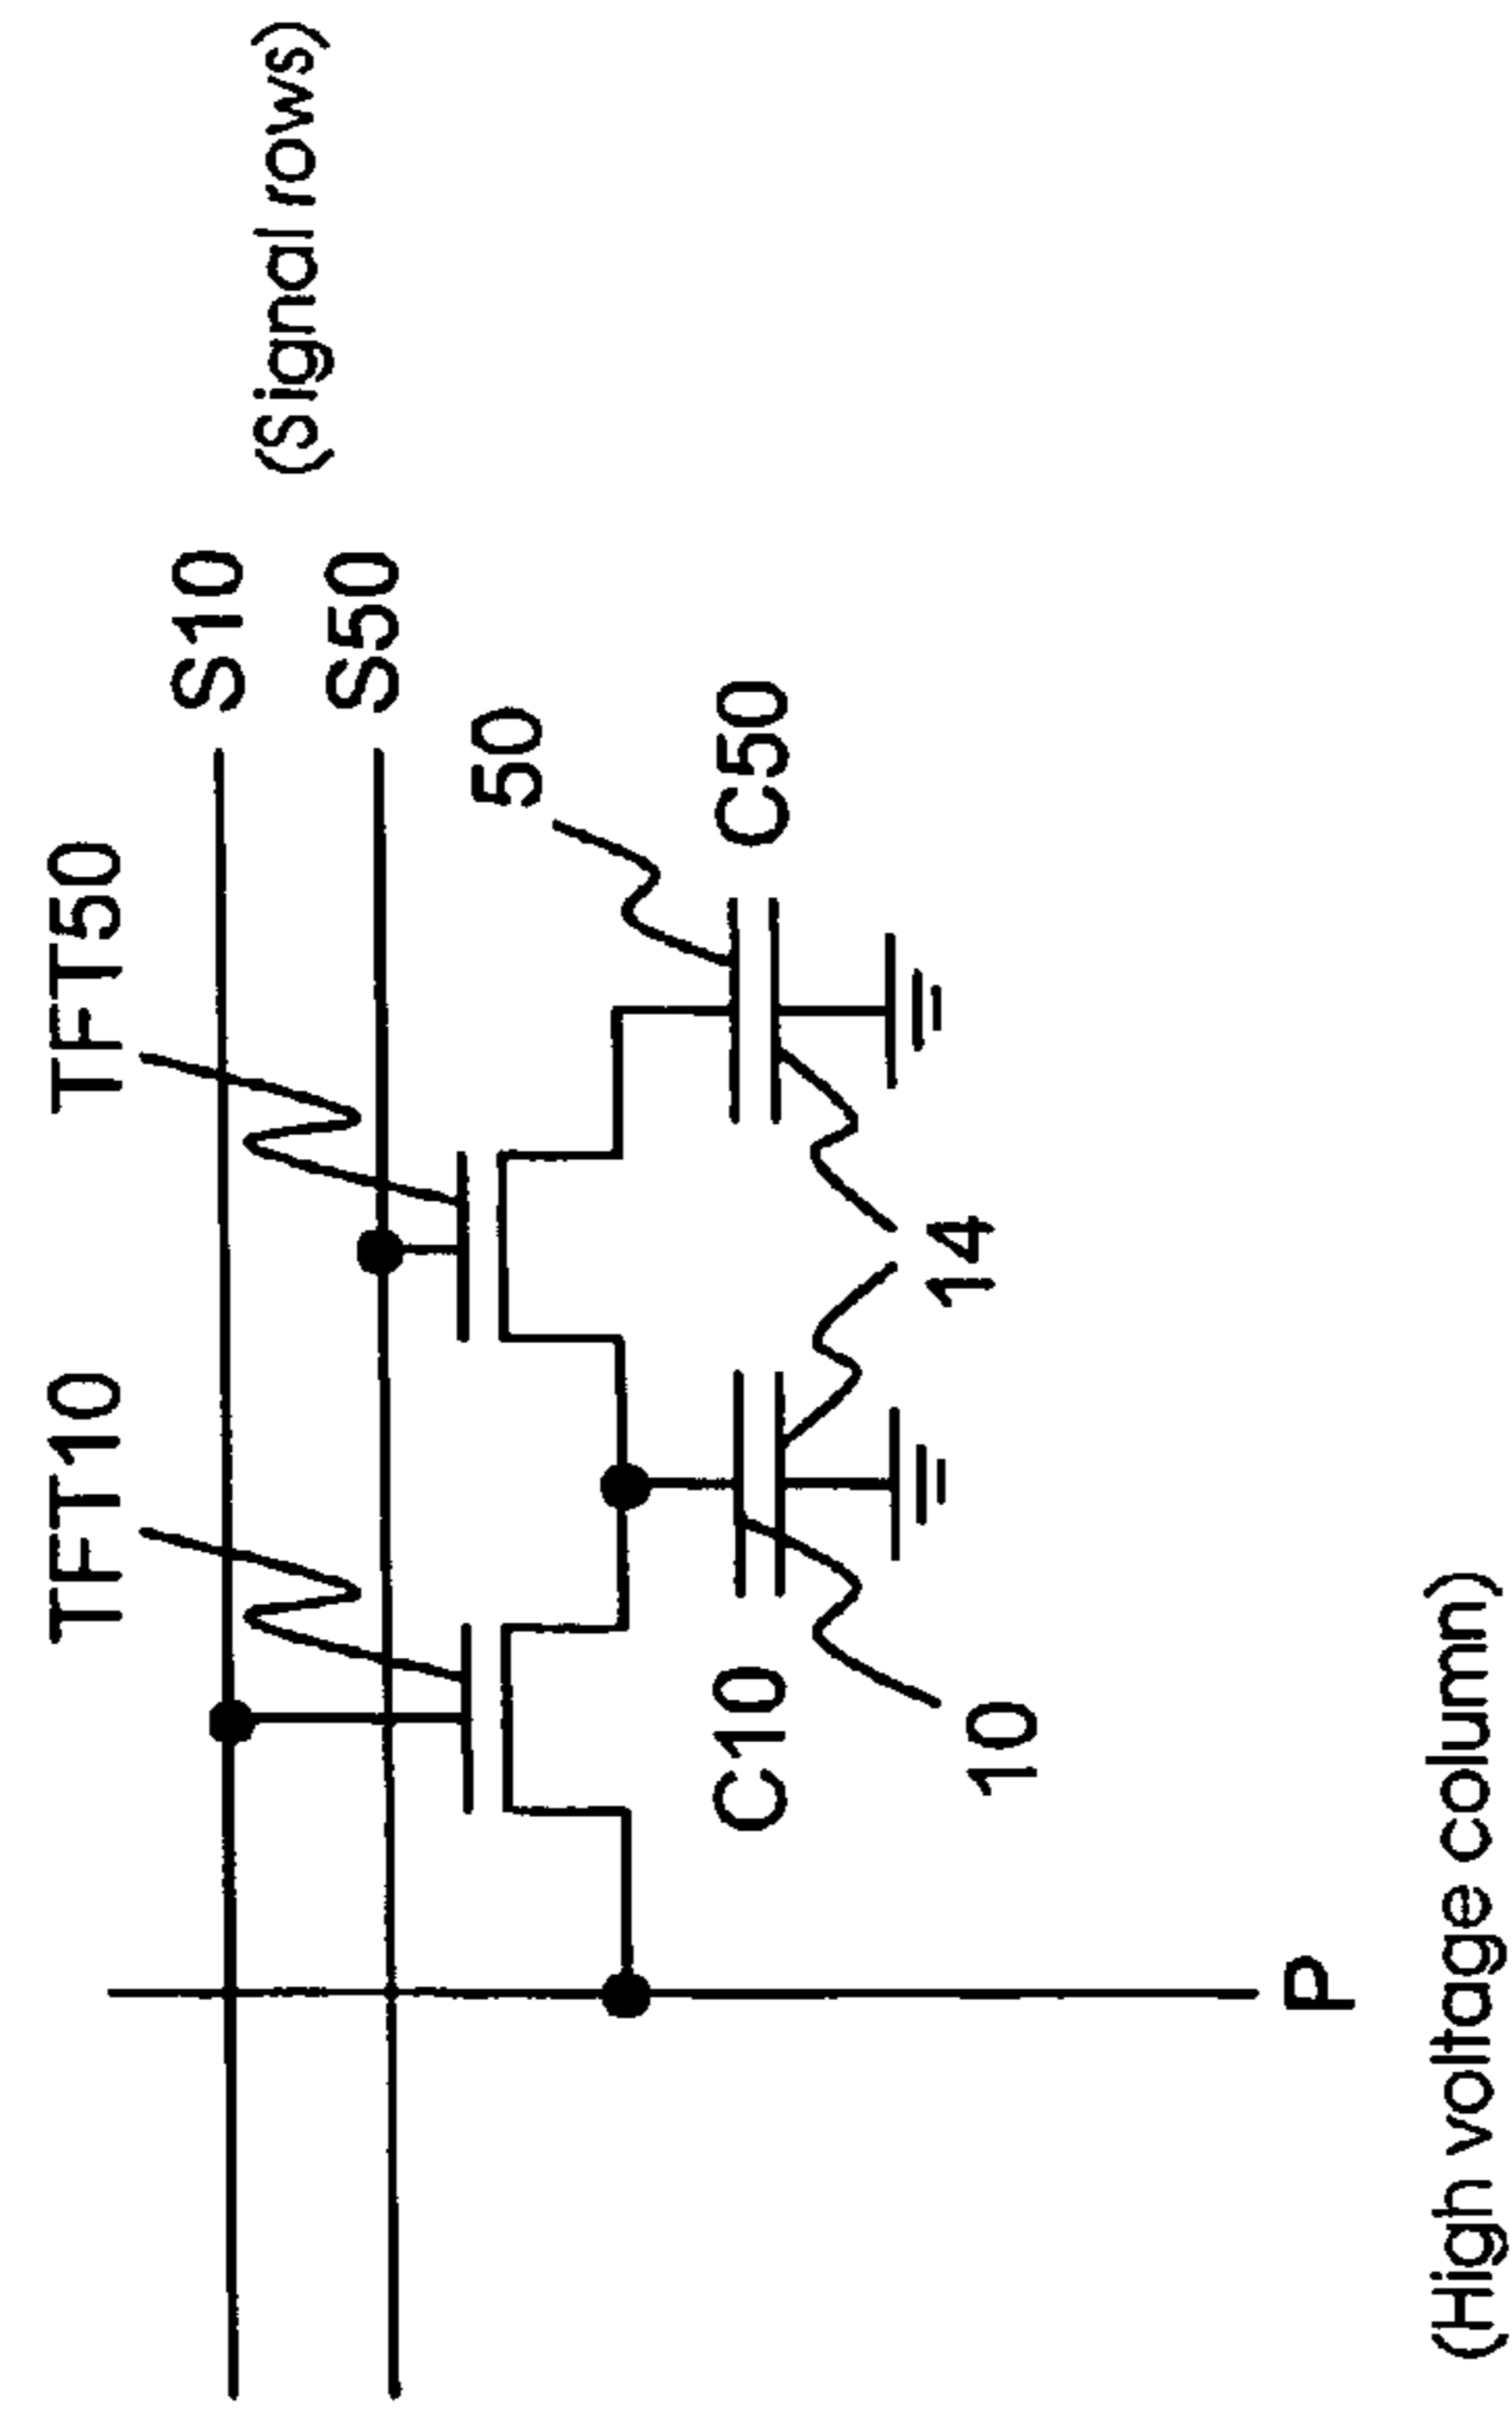 TFT10
TFT50
S10
S50
(Signal rows)
50
C10
C50
10
14
P
(High voltage column)